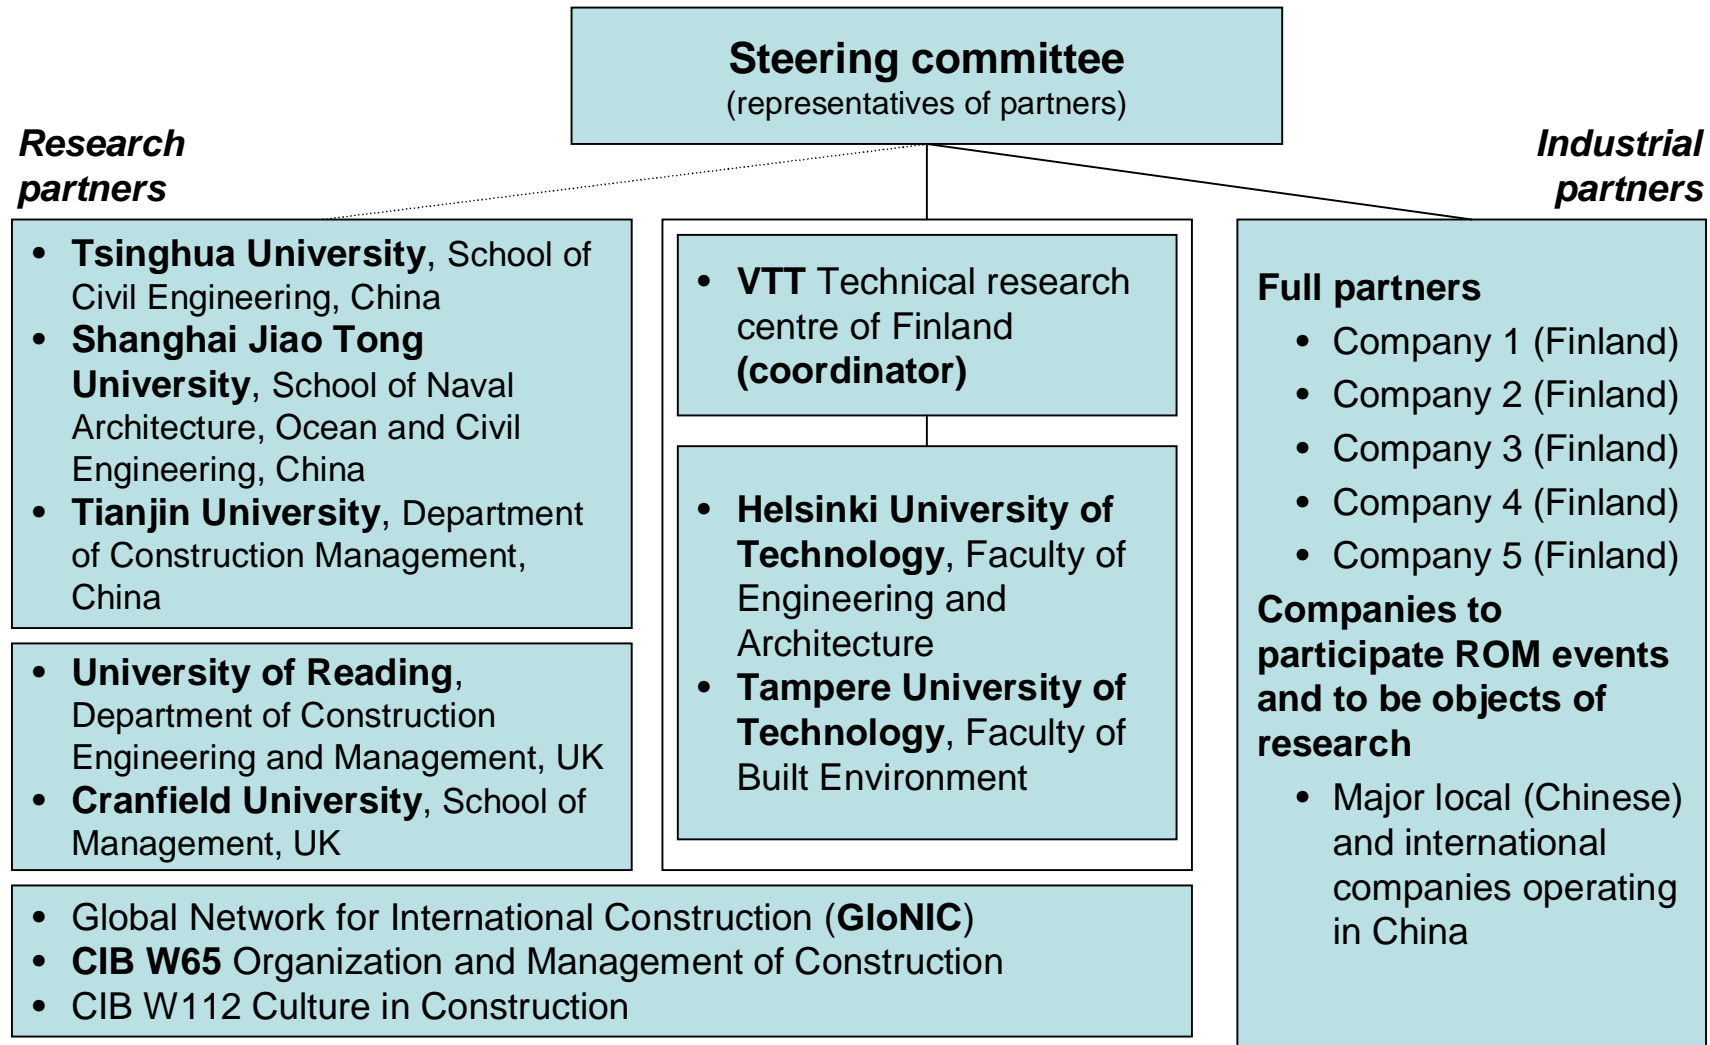 Steering committee
(representatives of partners)
Research
partners
Industrial
partners
• Tsinghua University, School of
Civil Engineering, China
• Shanghai Jiao Tong
University, School of Naval
Architecture, Ocean and Civil
Engineering, China
• Tianjin University, Department
of Construction Management,
China
• University of Reading,
Department of Construction
Engineering and Management, UK
• Cranfield University, School of
Management, UK
• VTT Technical research
centre of Finland
(coordinator)
• Helsinki University of
Technology, Faculty of
Engineering and
Architecture
• Tampere University of
Technology, Faculty of
Built Environment
• Global Network for International Construction (GloNIC)
• CIB W65 Organization and Management of Construction
• CIB W112 Culture in Construction
Full partners
• Company 1 (Finland)
• Company 2 (Finland)
• Company 3 (Finland)
• Company 4 (Finland)
• Company 5 (Finland)
Companies to
participate ROM events
and to be objects of
research
• Major local (Chinese)
and international
companies operating
in China